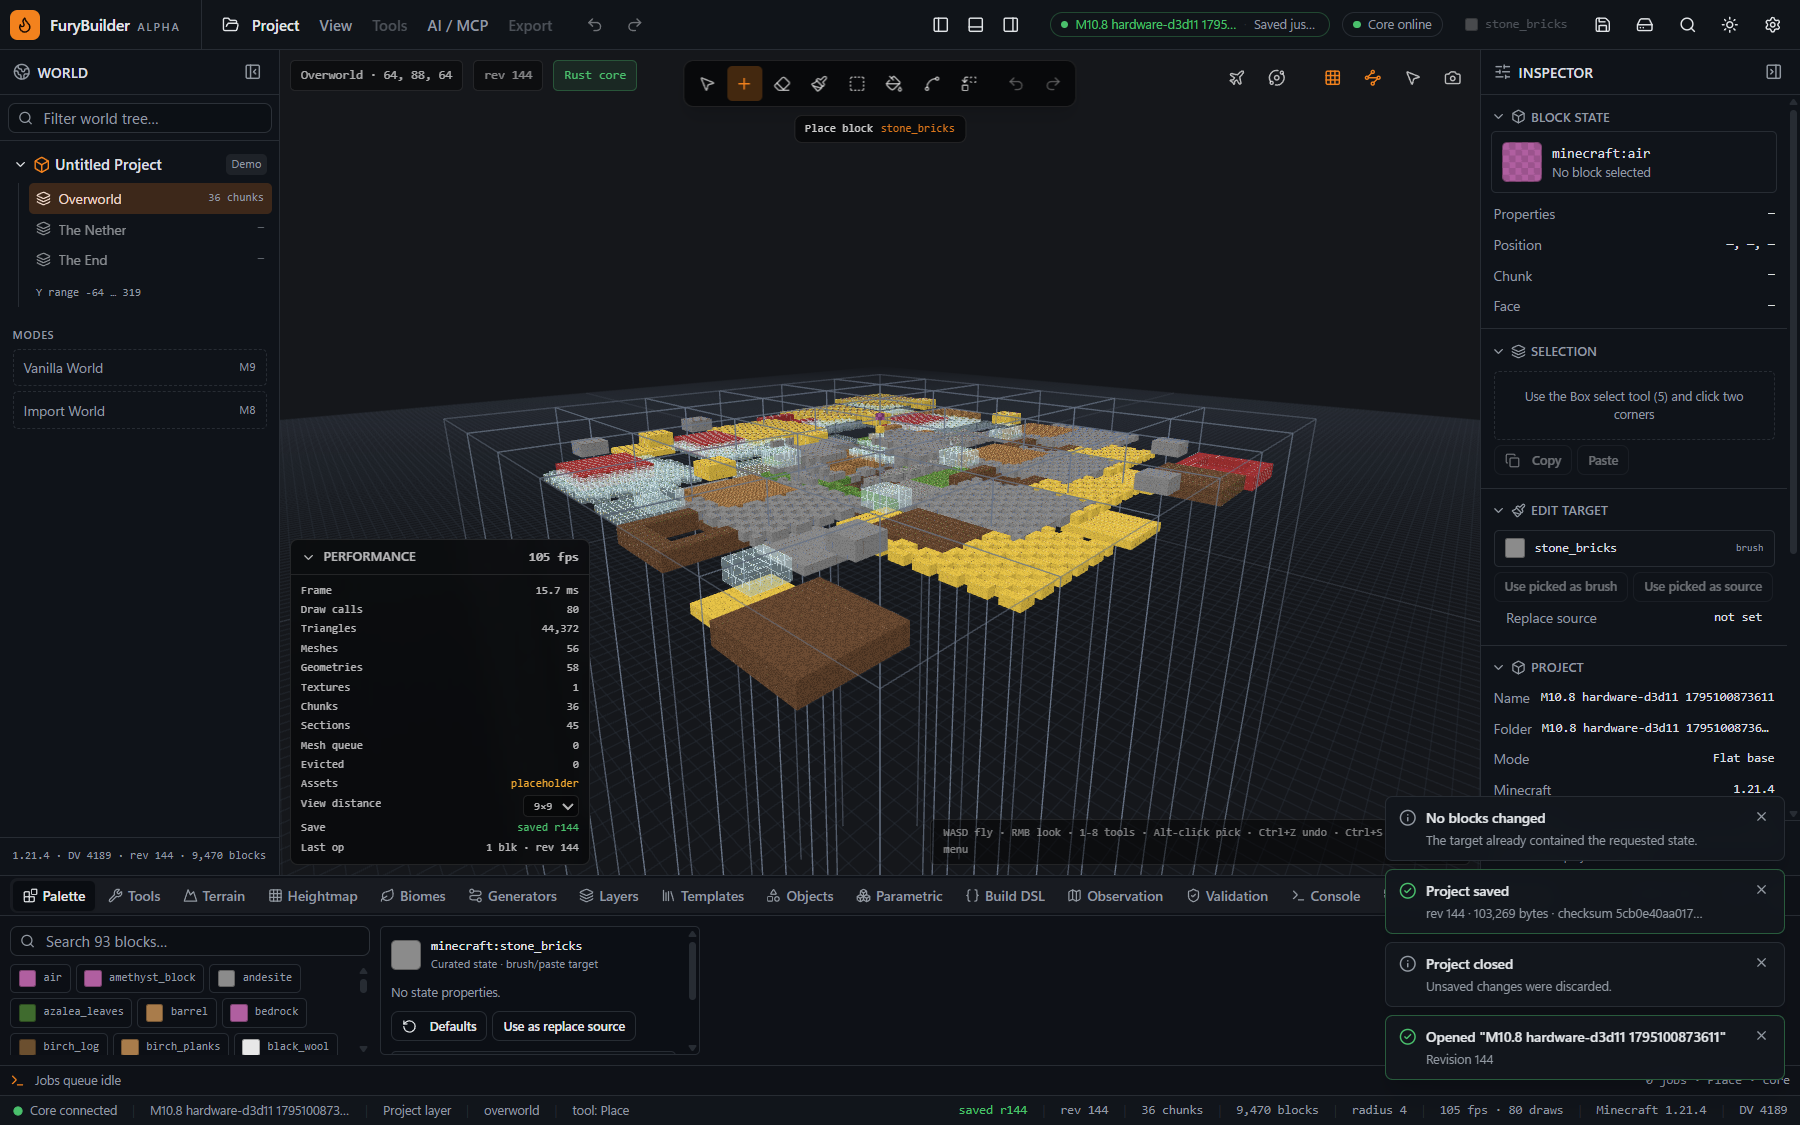 FuryBuilder ALPHA
Project View Tools AI / MCP Export
M10.8 hardware-d3d11 1795... · Saved jus...
Core online
stone_bricks
WORLD
Filter world tree...
Untitled Project Demo
Overworld 36 chunks
The Nether –
The End –
Y range -64 … 319
MODES
Vanilla World M9
Import World M8
1.21.4 · DV 4189 · rev 144 · 9,470 blocks
Overworld · 64, 88, 64
rev 144
Rust core
Place block stone_bricks
PERFORMANCE 105 fps
Frame 15.7 ms
Draw calls 80
Triangles 44,372
Meshes 56
Geometries 58
Textures 1
Chunks 36
Sections 45
Mesh queue 0
Evicted 0
Assets placeholder
View distance 9×9
Save saved r144
Last op 1 blk · rev 144
WASD fly · RMB look · 1-8 tools · Alt-click pick · Ctrl+Z undo · Ctrl+S
menu
INSPECTOR
BLOCK STATE
minecraft:air
No block selected
Properties –
Position –, –, –
Chunk –
Face –
SELECTION
Use the Box select tool (5) and click two
corners
Copy Paste
EDIT TARGET
stone_bricks brush
Use picked as brush Use picked as source
Replace source not set
PROJECT
Name M10.8 hardware-d3d11 1795100873611
Folder M10.8 hardware-d3d11 17951008736...
Mode Flat base
Minecraft 1.21.4
No blocks changed
The target already contained the requested state.
Project saved
rev 144 · 103,269 bytes · checksum 5cb0e40aa017...
Project closed
Unsaved changes were discarded.
Opened "M10.8 hardware-d3d11 1795100873611"
Revision 144
Palette Tools Terrain Heightmap Biomes Generators Layers Templates Objects Parametric Build DSL Observation Validation Console
Search 93 blocks...
air amethyst_block andesite
azalea_leaves barrel bedrock
birch_log birch_planks black_wool
minecraft:stone_bricks
Curated state · brush/paste target
No state properties.
Defaults Use as replace source
Jobs queue idle
0 jobs · Place · core
Core connected M10.8 hardware-d3d11 1795100873... Project layer overworld tool: Place saved r144 rev 144 36 chunks 9,470 blocks radius 4 105 fps · 80 draws Minecraft 1.21.4 DV 4189